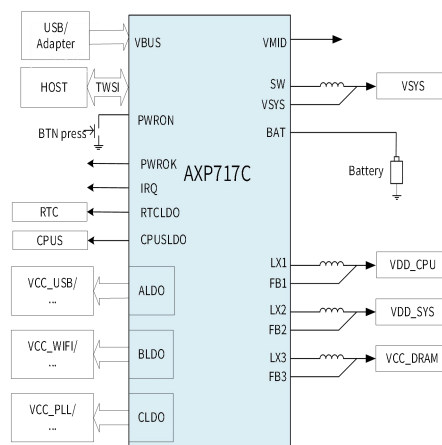 USB/
Adapter
VBUS
VMID
HOST
TWSI
SW
VSYS
VSYS
BTN press
PWRON
BAT
PWROK
AXP717C
Battery
IRQ
RTC
RTCLDO
CPUS
CPUSLDO
VCC_USB/
...
ALDO
LX1
FB1
VDD_CPU
VCC_WIFI/
...
BLDO
LX2
FB2
VDD_SYS
LX3
FB3
VCC_DRAM
VCC_PLL/
...
CLDO